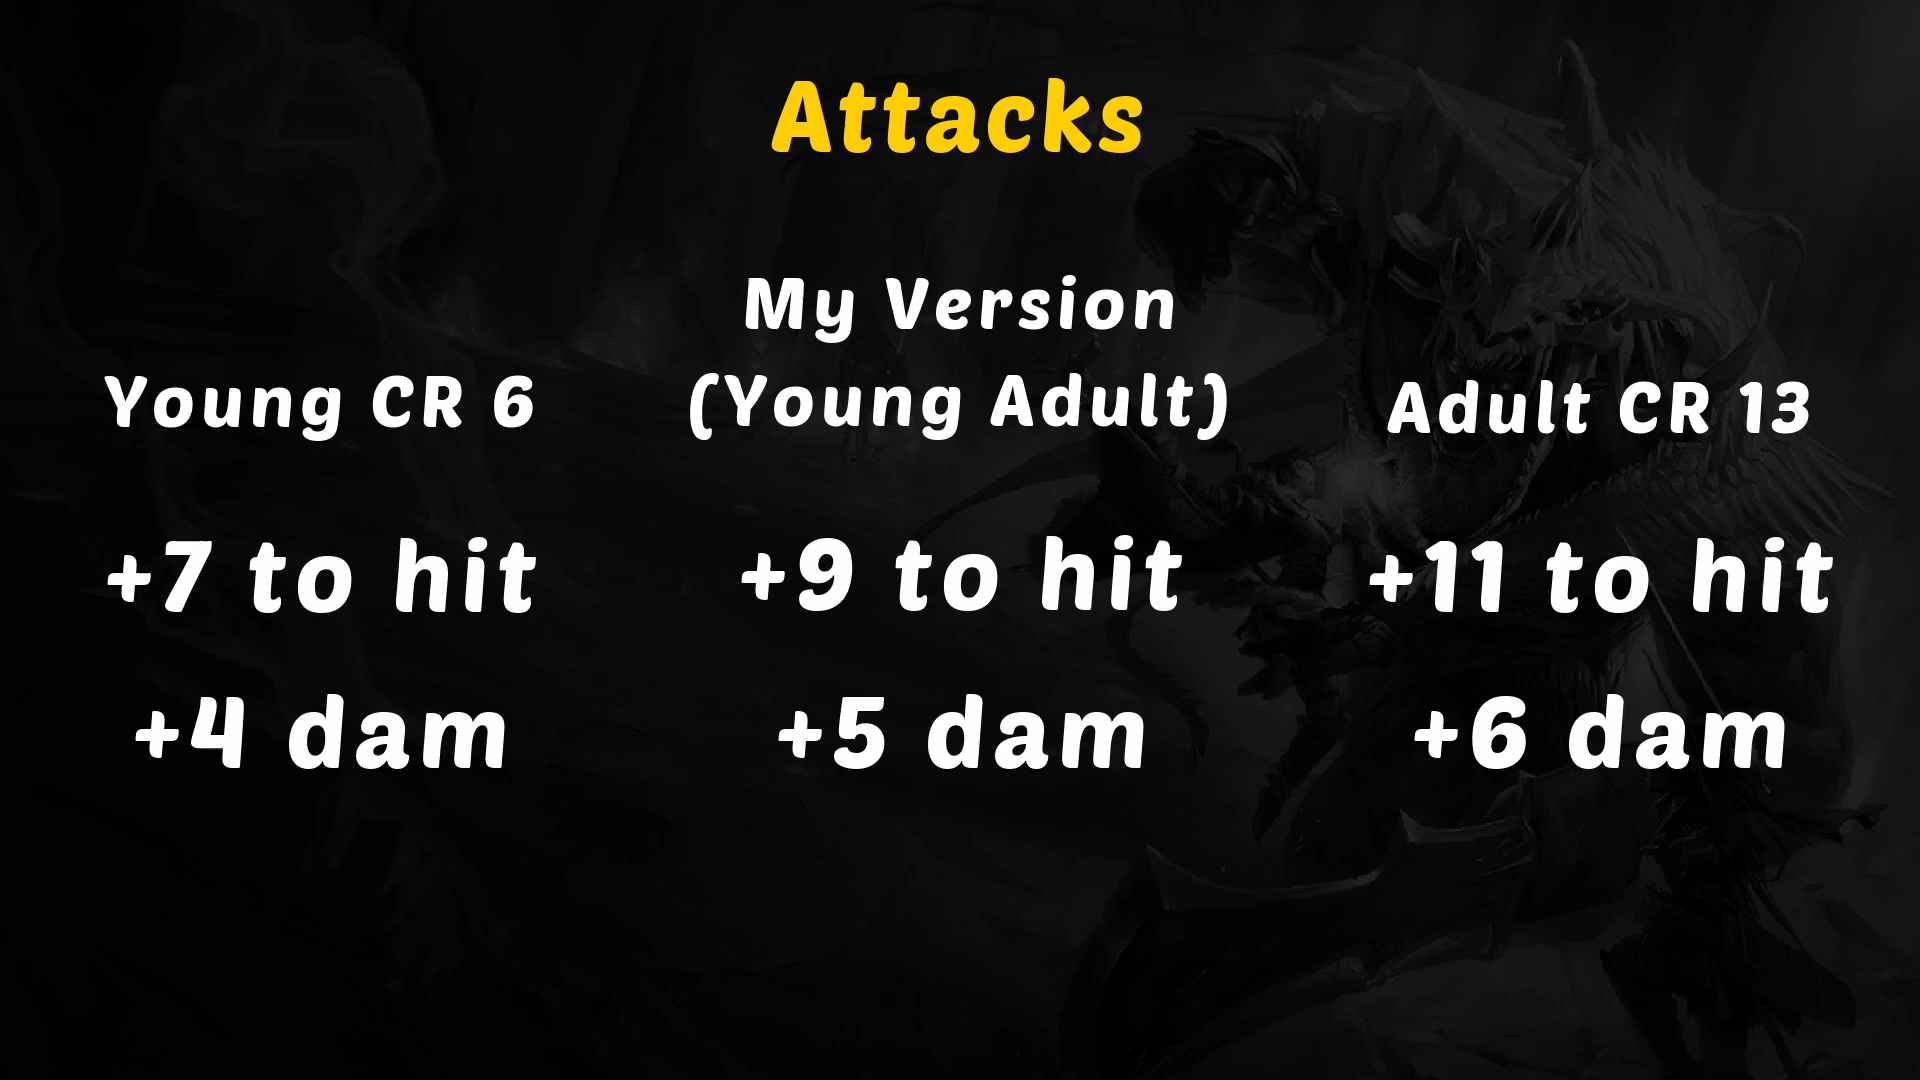 Attacks
My Version
(Young Adult)
Young CR 6
Adult CR 13
+7 to hit
+9 to hit
+11 to hit
+4 dam
+5 dam
+6 dam